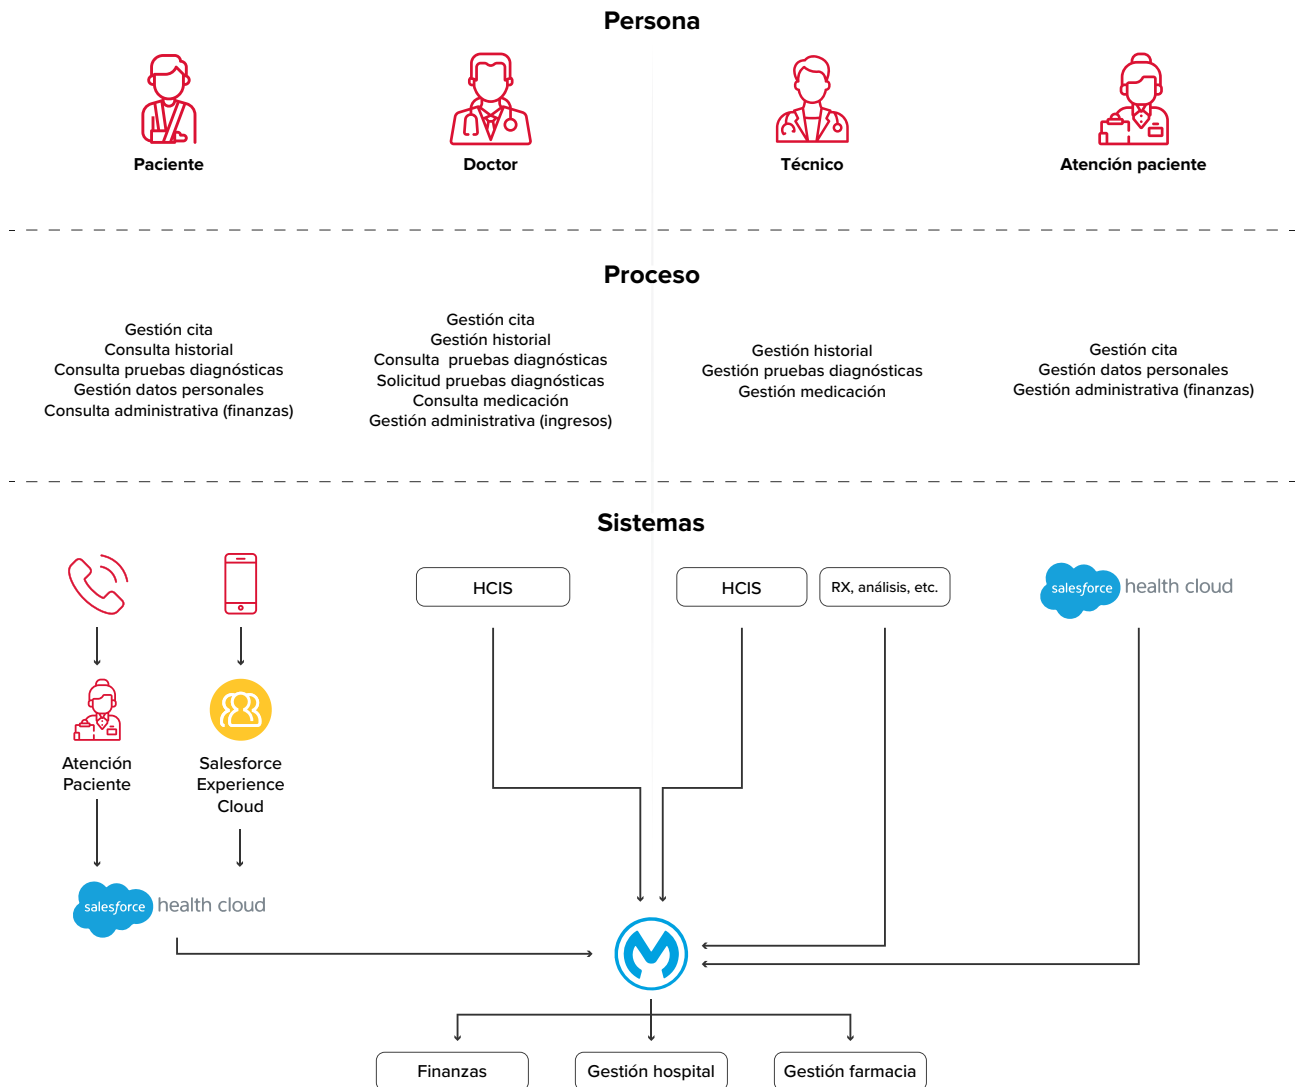 Persona
Paciente
Doctor
Técnico
Atención paciente
Proceso
Gestión cita
Consulta historial
Consulta pruebas diagnósticas
Gestión datos personales
Consulta administrativa (finanzas)
Gestión cita
Gestión historial
Consulta pruebas diagnósticas
Solicitud pruebas diagnósticas
Consulta medicación
Gestión administrativa (ingresos)
Gestión historial
Gestión pruebas diagnósticas
Gestión medicación
Gestión cita
Gestión datos personales
Gestión administrativa (finanzas)
Sistemas
HCIS
HCIS
RX, análisis, etc.
salesforce health cloud
Atención
Paciente
Salesforce
Experience
Cloud
salesforce health cloud
Finanzas
Gestión hospital
Gestión farmacia